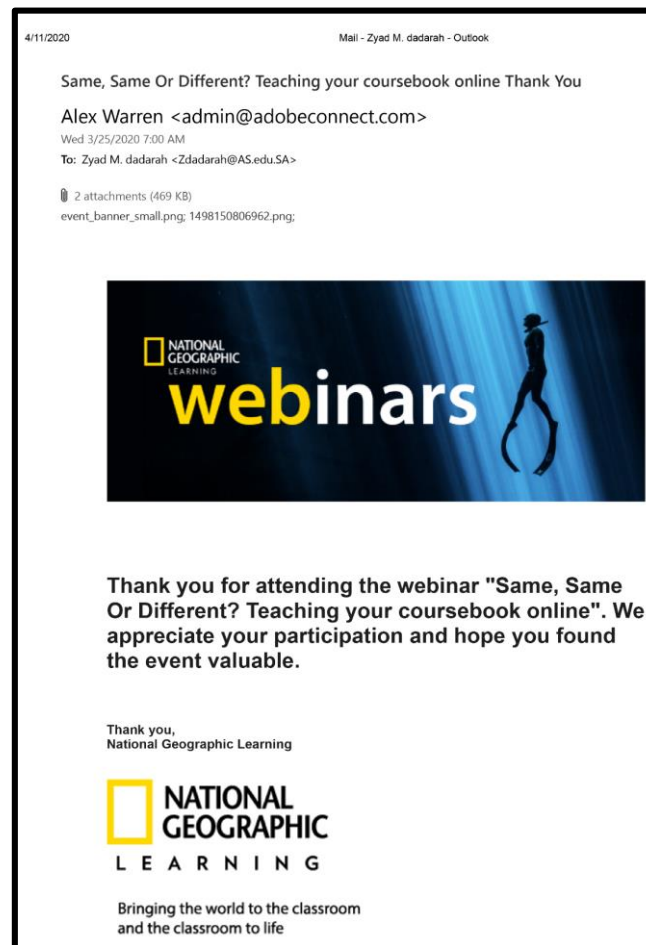 4/11/2020 Mail - Zyad M. dadarah - Outlook
Same, Same Or Different? Teaching your coursebook online Thank You
Alex Warren <admin@adobeconnect.com>
Wed 3/25/2020 7:00 AM
To: Zyad M. dadarah <Zdadarah@AS.edu.SA>
2 attachments (469 KB)
event_banner_small.png; 1498150806962.png;
NATIONAL
GEOGRAPHIC
LEARNING
webinars
Thank you for attending the webinar "Same, Same
Or Different? Teaching your coursebook online". We
appreciate your participation and hope you found
the event valuable.
Thank you,
National Geographic Learning
NATIONAL
GEOGRAPHIC
LEARNING
Bringing the world to the classroom
and the classroom to life